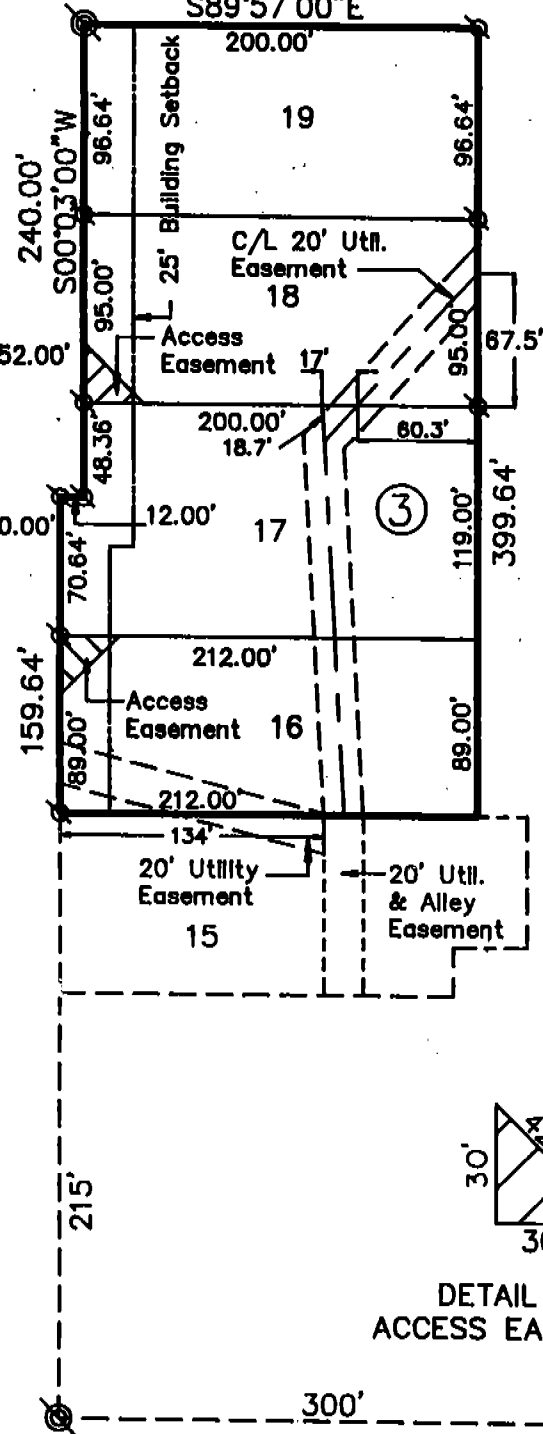 S89°57'00"E
200.00'
19
96.64'
96.64'
25' Building Setback
240.00'
S00°03'00"W
C/L 20' Util.
Easement
18
95.00'
95.00'
67.5'
52.00'
Access
Easement
17'
200.00'
18.7'
60.3'
48.36'
12.00'
17
3
119.00'
399.64'
0.00'
70.64'
212.00'
159.64'
Access
Easement
16
89.00'
89.00'
212.00'
134'
20' Utility
Easement
20' Util.
& Alley
Easement
15
215'
30'
30
DETAIL
ACCESS EA
300'